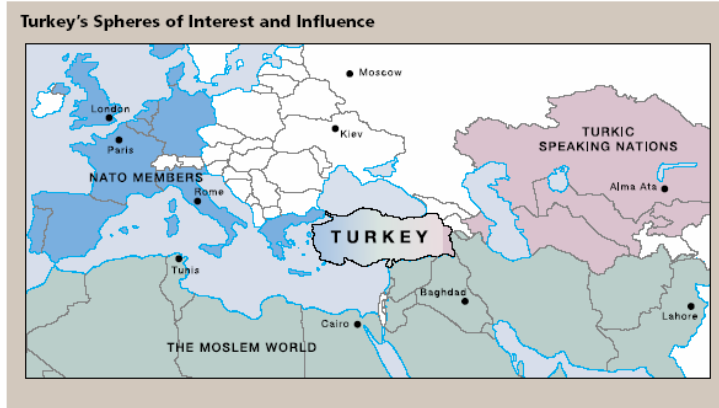 Turkey's Spheres of Interest and Influence
Moscow
London
Kiev
TURKIC
SPEAKING NATIONS
Paris
NATO MEMBERS
Alma Ata
Rome
TURKEY
Tunis
Baghdad
Cairo
Lahore
THE MOSLEM WORLD